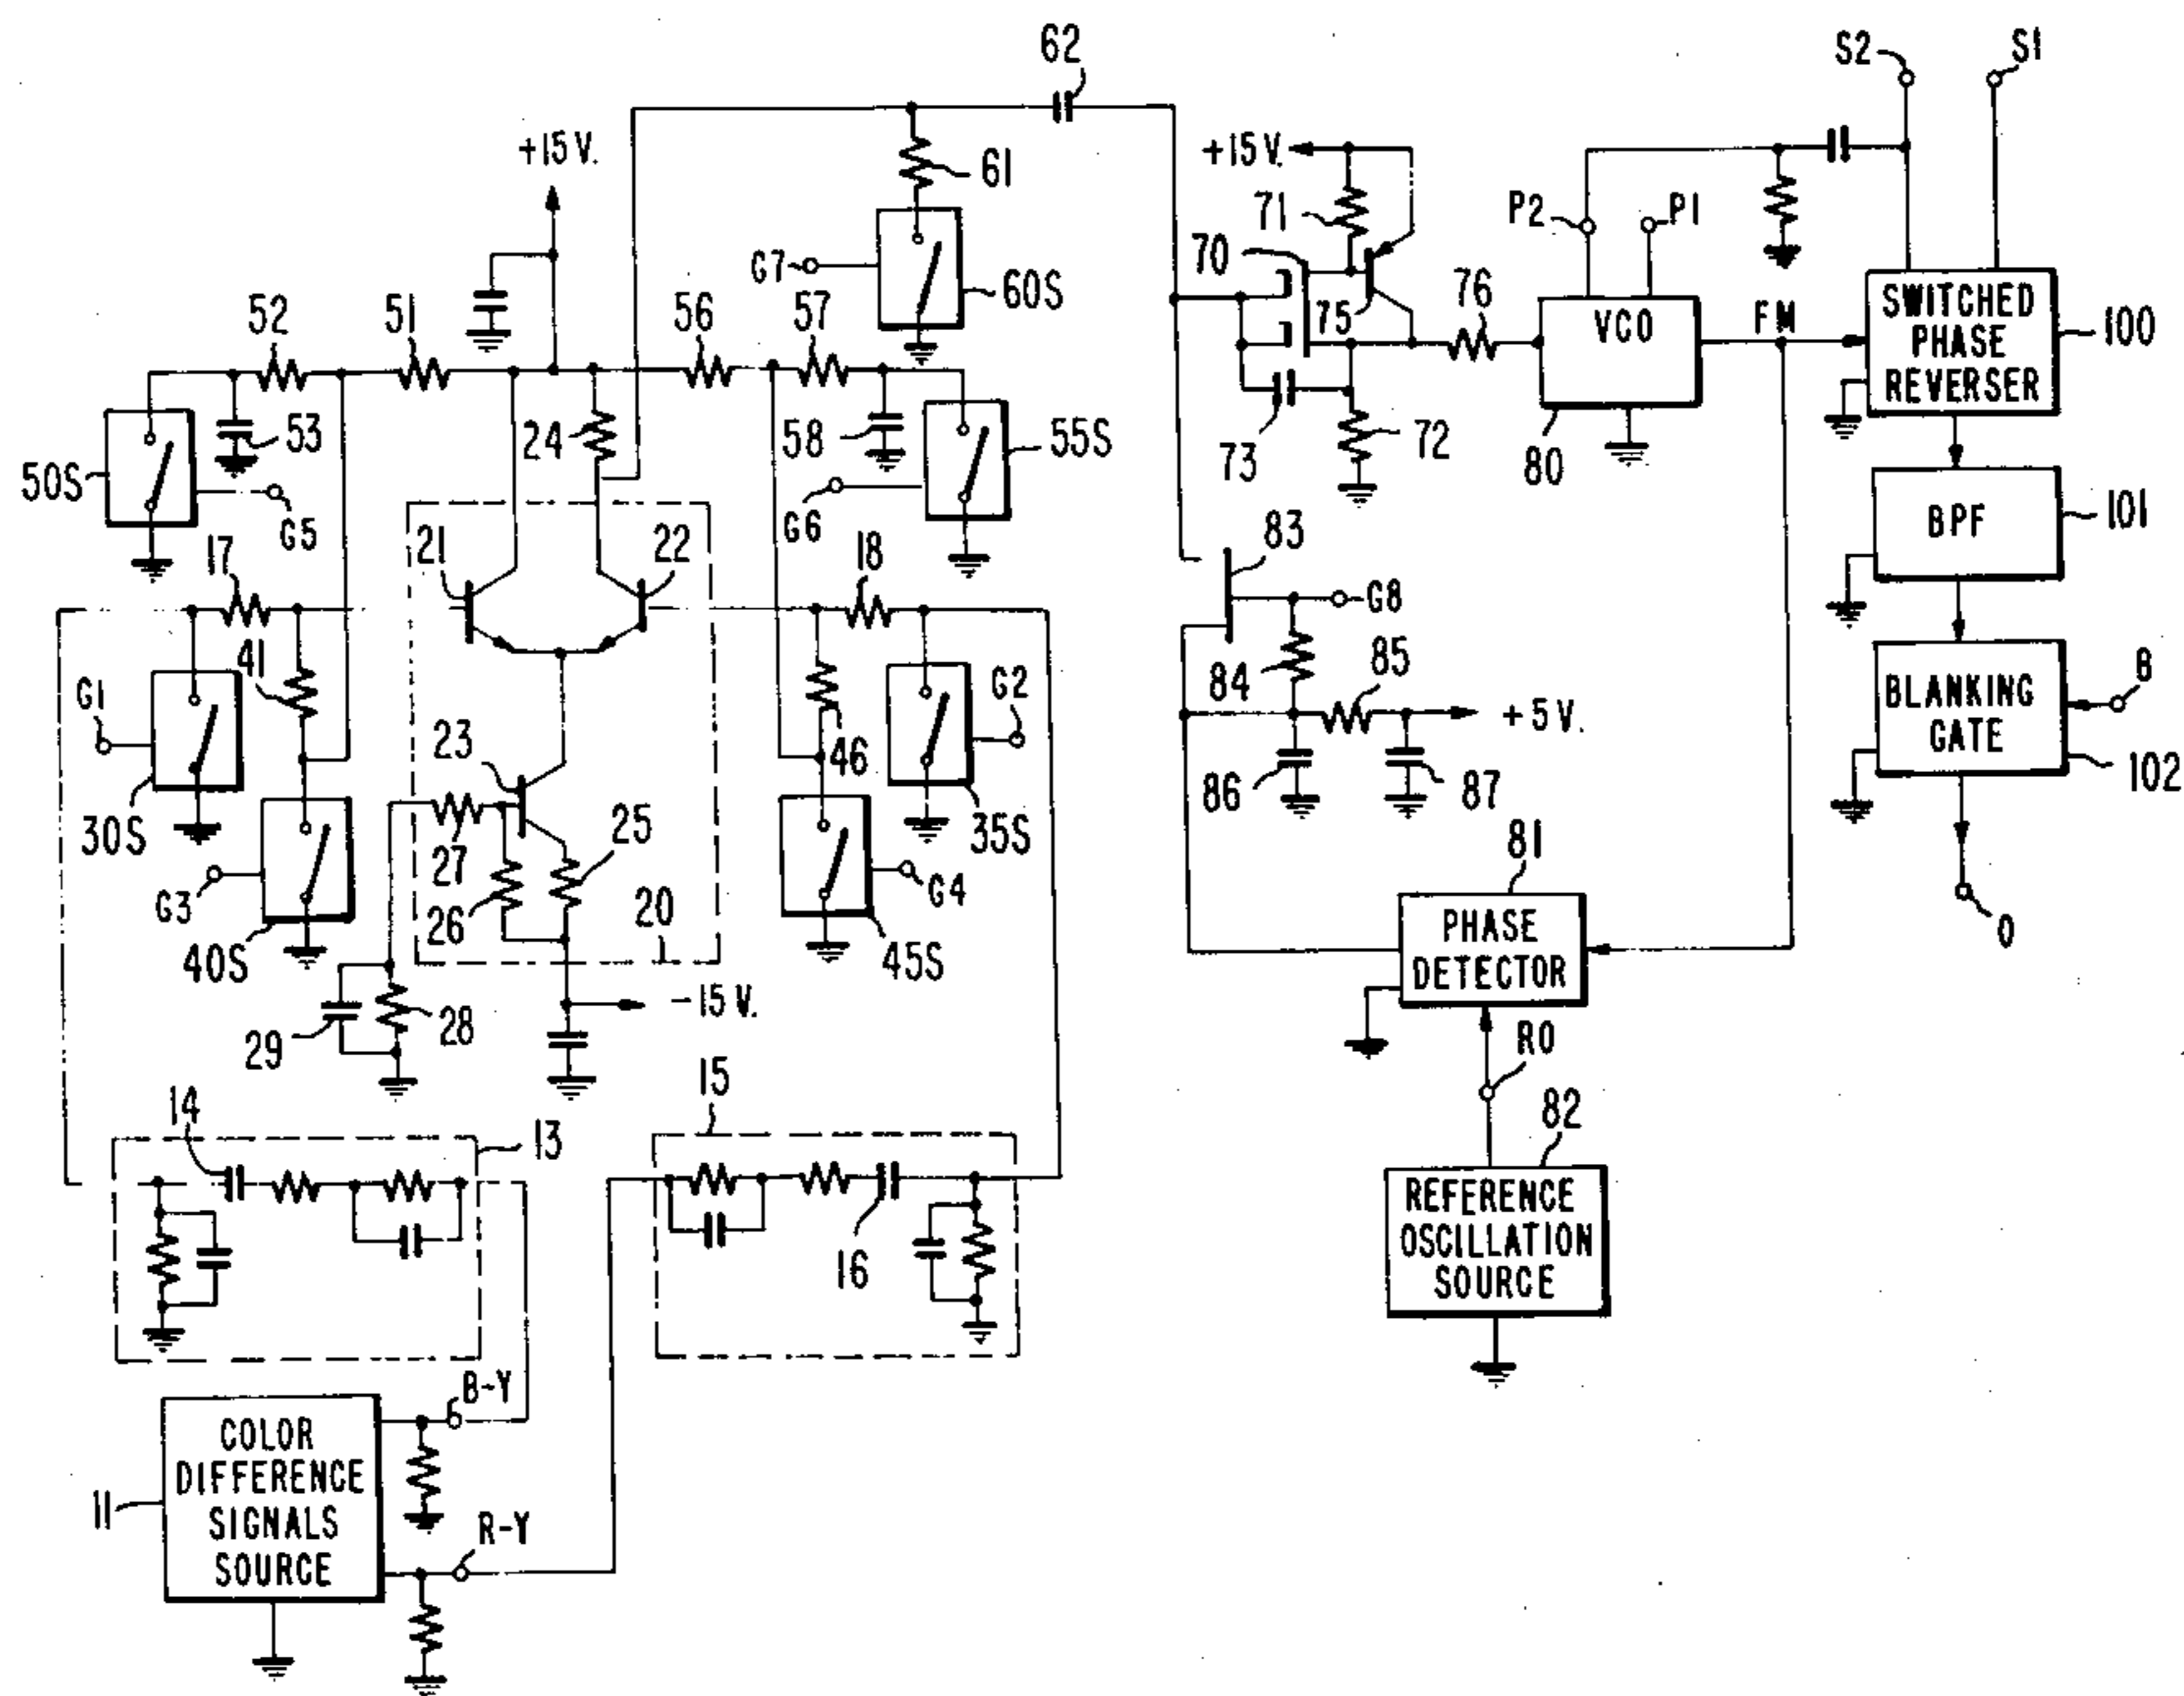 62
S2
S1
+15 V.
61
+15 V.
71
P2
P1
70
G7
60S
52
51
56
57
75
76
VCO
FM
SWITCHED
PHASE
REVERSER
100
24
53
58
55S
73
72
80
50S
G5
G6
BPF
101
17
21
22
18
83
G8
41
84
85
G1
G2
B
BLANKING
GATE
+5 V.
23
46
86
87
102
30S
27
25
35S
81
G3
26
20
G4
PHASE
DETECTOR
O
40S
45S
-15 V.
29
28
R0
14
13
15
82
16
REFERENCE
OSCILLATION
SOURCE
B-Y
COLOR
DIFFERENCE
SIGNALS
SOURCE
11
R-Y